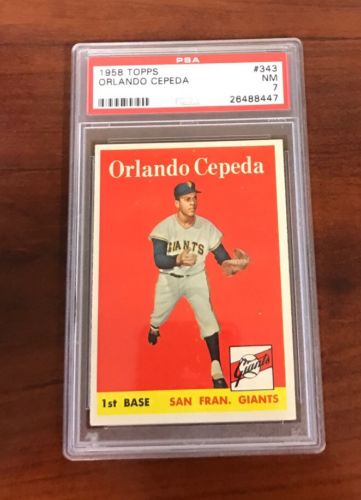 PSA
1958 TOPPS #343
ORLANDO CEPEDA NM
7
26488447
Orlando Cepeda
GIANTS
Giants
1st BASE SAN FRAN. GIANTS